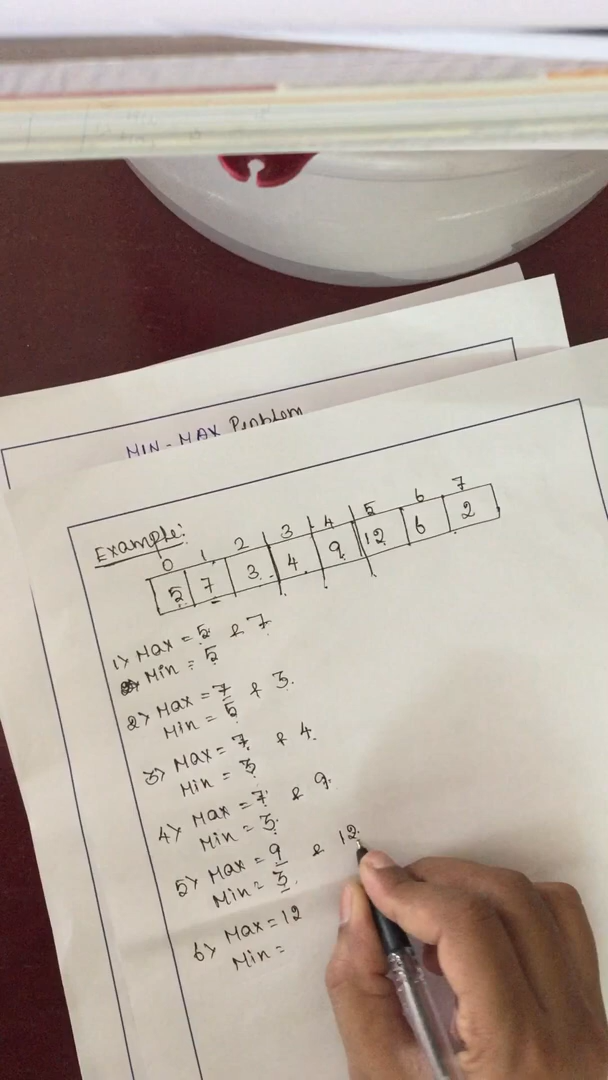 MIN - MAX Problem
Example:
0 1 2 3 4 5 6 7
5 7 3 4 9 12 6 2
1) Max = 5 & 7
Min = 5
2) Max = 7 & 3
Min = 5
3) Max = 7 & 4
Min = 3
4) Max = 7 & 9
Min = 3
5) Max = 9 & 12
Min = 3
6) Max = 12
Min =